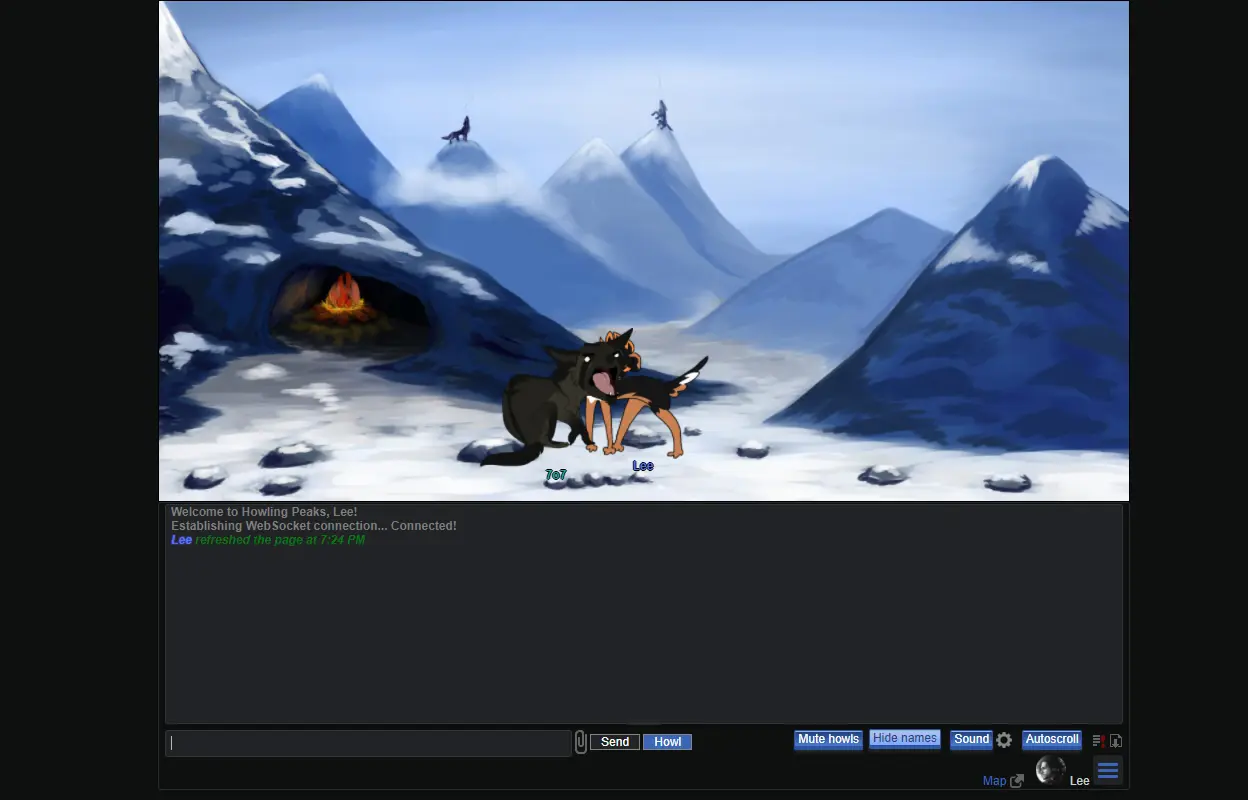 Lee
7o7
Welcome to Howling Peaks, Lee!
Establishing WebSocket connection... Connected!
Lee refreshed the page at 7:24 PM
Send Howl Mute howls Hide names Sound Autoscroll
Map Lee